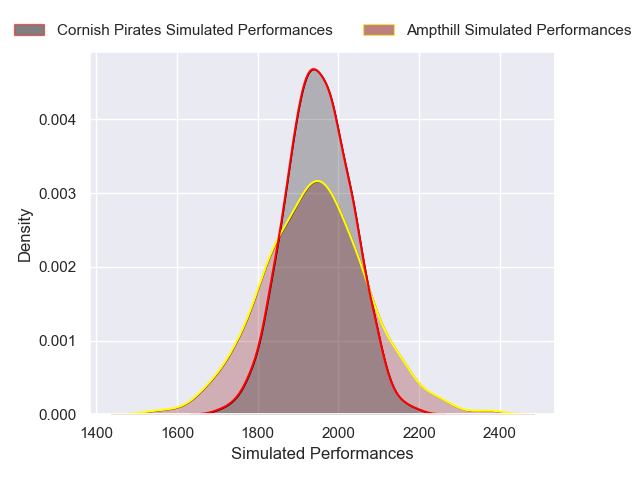 Cornish Pirates Simulated Performances
Ampthill Simulated Performances
Density
0.004
0.003
0.002
0.001
0.000
1400
1600
1800
2000
2200
2400
Simulated Performances